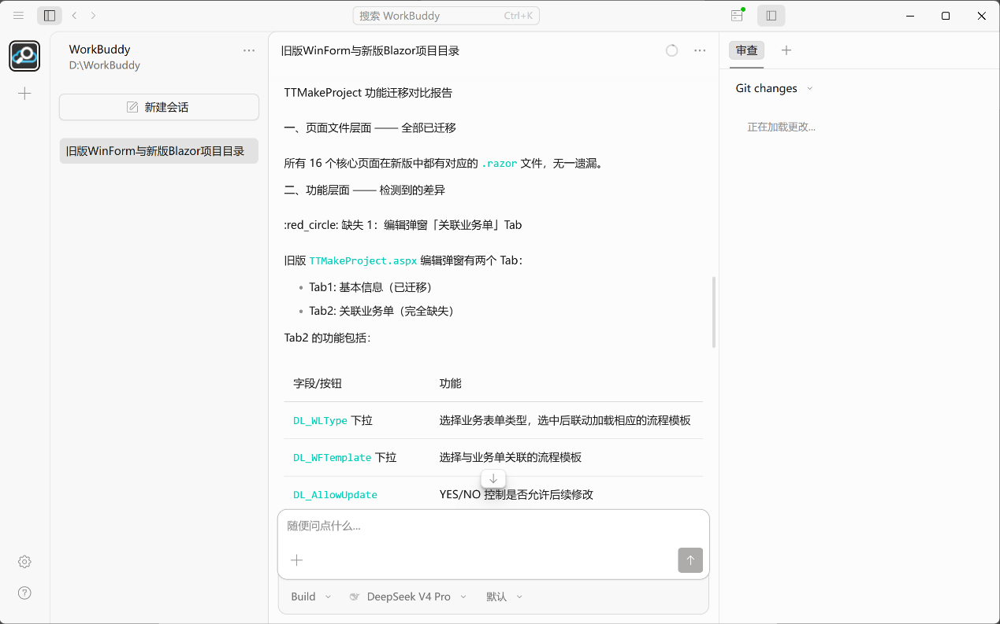 搜索 WorkBuddy
Ctrl+K
WorkBuddy
D:\WorkBuddy
新建会话
旧版WinForm与新版Blazor项目目录
旧版WinForm与新版Blazor项目目录
TTMakeProject 功能迁移对比报告
一、页面文件层面 —— 全部已迁移
所有 16 个核心页面在新版中都有对应的 .razor 文件，无一遗漏。
二、功能层面 —— 检测到的差异
:red_circle: 缺失 1：编辑弹窗「关联业务单」Tab
旧版 TTMakeProject.aspx 编辑弹窗有两个 Tab：
• Tab1: 基本信息（已迁移）
• Tab2: 关联业务单（完全缺失）
Tab2 的功能包括：
字段/按钮 功能
DL_WLType 下拉 选择业务表单类型，选中后联动加载相应的流程模板
DL_WFTemplate 下拉 选择与业务单关联的流程模板
DL_AllowUpdate YES/NO 控制是否允许后续修改
随便问点什么...
Build
DeepSeek V4 Pro
默认
审查
Git changes
正在加载更改...